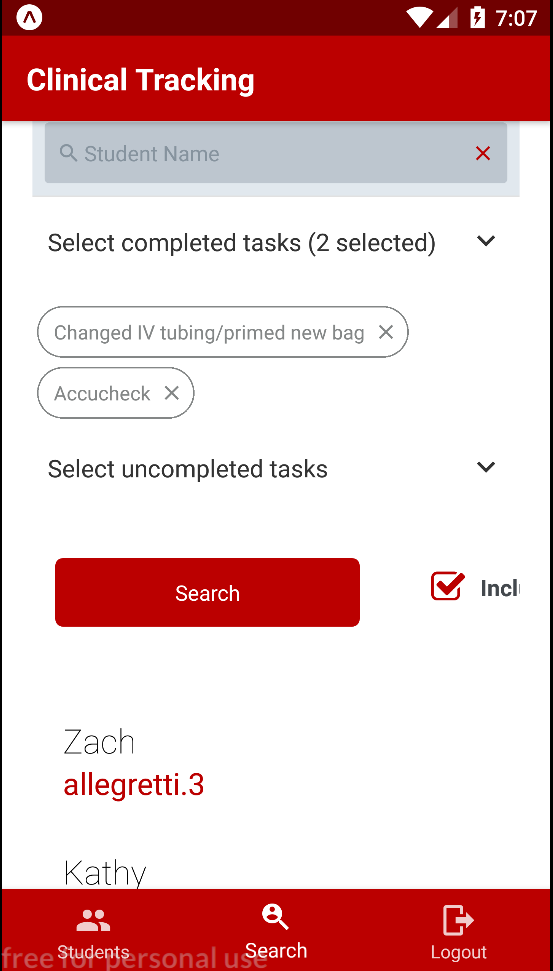 7:07
Clinical Tracking
Student Name
Select completed tasks (2 selected)
Changed IV tubing/primed new bag
Accucheck
Select uncompleted tasks
Search
Inclu
Zach
allegretti.3
Kathy
Students
Search
Logout
free for personal use